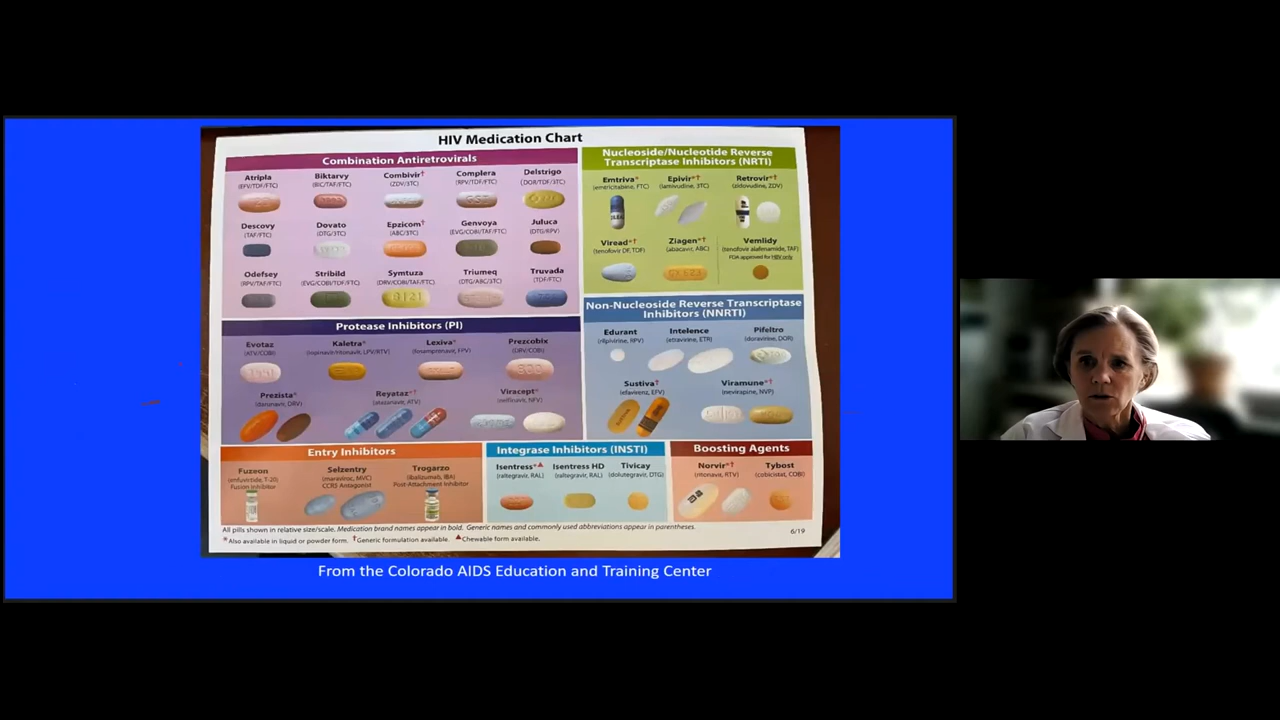 HIV Medication Chart
Combination Antiretrovirals
Atripla
(EFV/TDF/FTC)
Biktarvy
(BIC/TAF/FTC)
Combivir†
(ZDV/3TC)
Complera
(RPV/TDF/FTC)
Delstrigo
(DOR/TDF/3TC)
Descovy
(TAF/FTC)
Dovato
(DTG/3TC)
Epzicom†
(ABC/3TC)
Genvoya
(EVG/COBI/TAF/FTC)
Juluca
(DTG/RPV)
Odefsey
(RPV/TAF/FTC)
Stribild
(EVG/COBI/TDF/FTC)
Symtuza
(DRV/COBI/TAF/FTC)
Triumeq
(DTG/ABC/3TC)
Truvada
(TDF/FTC)
Nucleoside/Nucleotide Reverse
Transcriptase Inhibitors (NRTI)
Emtriva*
(emtricitabine, FTC)
Epivir*†
(lamivudine, 3TC)
Retrovir*†
(zidovudine, ZDV)
Viread*†
(tenofovir DF, TDF)
Ziagen*†
(abacavir, ABC)
GX 623
Vemlidy
(tenofovir alafenamide, TAF)
FDA approved for HBV only
Protease Inhibitors (PI)
Evotaz
(ATV/COBI)
Kaletra*
(lopinavir/ritonavir, LPV/RTV)
Lexiva*
(fosamprenavir, FPV)
Prezcobix
(DRV/COBI)
Prezista*
(darunavir, DRV)
Reyataz*†
(atazanavir, ATV)
Viracept*
(nelfinavir, NFV)
Non-Nucleoside Reverse Transcriptase
Inhibitors (NNRTI)
Edurant
(rilpivirine, RPV)
Intelence
(etravirine, ETR)
Pifeltro
(doravirine, DOR)
Sustiva†
(efavirenz, EFV)
Viramune*†
(nevirapine, NVP)
Entry Inhibitors
Fuzeon
(enfuvirtide, T-20)
Fusion Inhibitor
Selzentry
(maraviroc, MVC)
CCR5 Antagonist
Trogarzo
(ibalizumab, IBA)
Post-Attachment Inhibitor
Integrase Inhibitors (INSTI)
Isentress*▲
(raltegravir, RAL)
Isentress HD
(raltegravir, RAL)
Tivicay
(dolutegravir, DTG)
Boosting Agents
Norvir*†
(ritonavir, RTV)
Tybost
(cobicistat, COBI)
All pills shown in relative size/scale. Medication brand names appear in bold. Generic names and commonly used abbreviations appear in parentheses.
*Also available in liquid or powder form. †Generic formulation available. ▲Chewable form available.
6/19
From the Colorado AIDS Education and Training Center